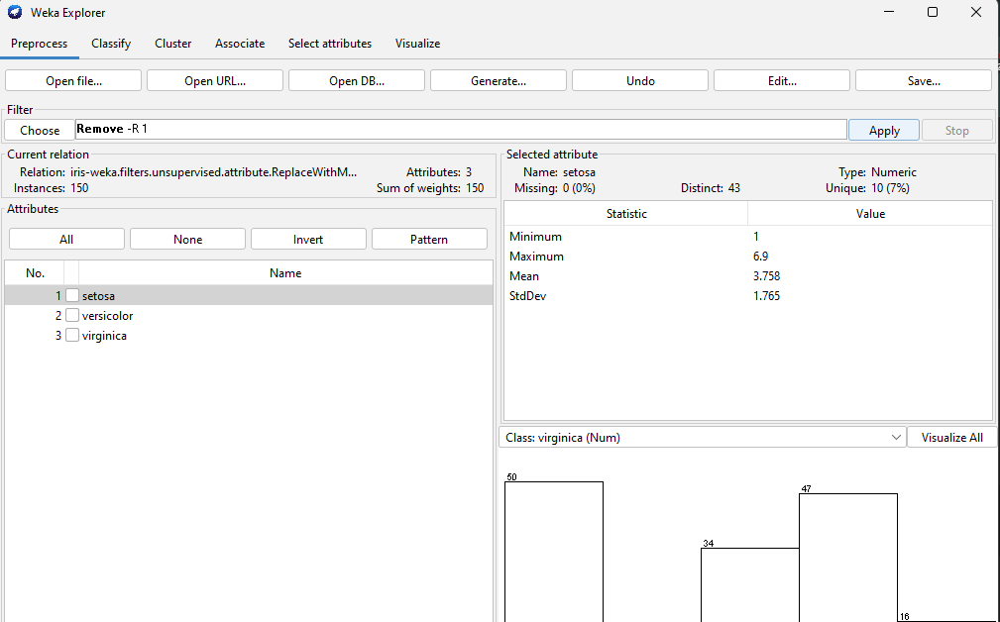 Weka Explorer
Preprocess Classify Cluster Associate Select attributes Visualize
Open file... Open URL... Open DB... Generate... Undo Edit... Save...
Filter
Choose Remove -R 1 Apply Stop
Current relation
Relation: iris-weka.filters.unsupervised.attribute.ReplaceWithM... Attributes: 3
Instances: 150 Sum of weights: 150
Attributes
All None Invert Pattern
No. Name
1 setosa
2 versicolor
3 virginica
Selected attribute
Name: setosa Type: Numeric
Missing: 0 (0%) Distinct: 43 Unique: 10 (7%)
Statistic Value
Minimum 1
Maximum 6.9
Mean 3.758
StdDev 1.765
Class: virginica (Num) Visualize All
50
47
34
16